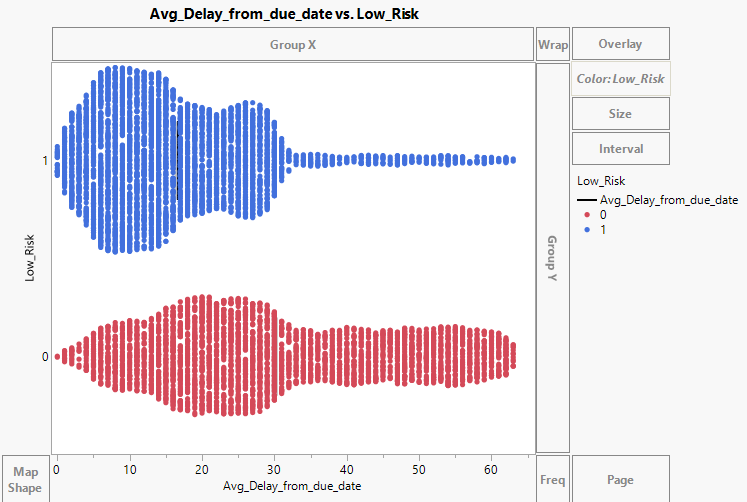 Avg_Delay_from_due_date vs. Low_Risk
Group X
Wrap
Overlay
Color: Low_Risk
Size
Interval
Low_Risk
Avg_Delay_from_due_date
0
1
Group Y
Low_Risk
1
0
0 10 20 30 40 50 60
Avg_Delay_from_due_date
Map
Shape
Freq
Page